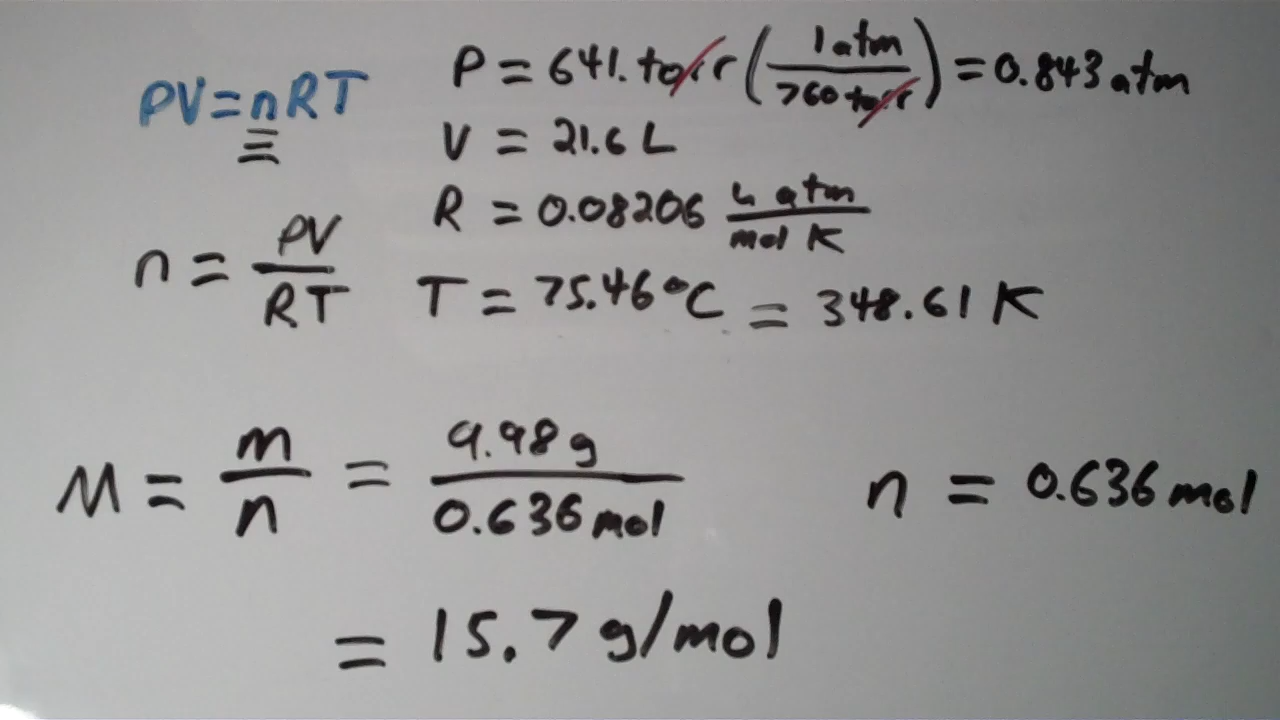 PV=nRT
P = 641. torr (1 atm / 760 torr) = 0.843 atm
V = 21.6 L
R = 0.08206 L atm / mol K
n = PV / RT
T = 75.46°C = 348.61 K
M = m / n = 9.98 g / 0.636 mol
n = 0.636 mol
= 15.7 g/mol